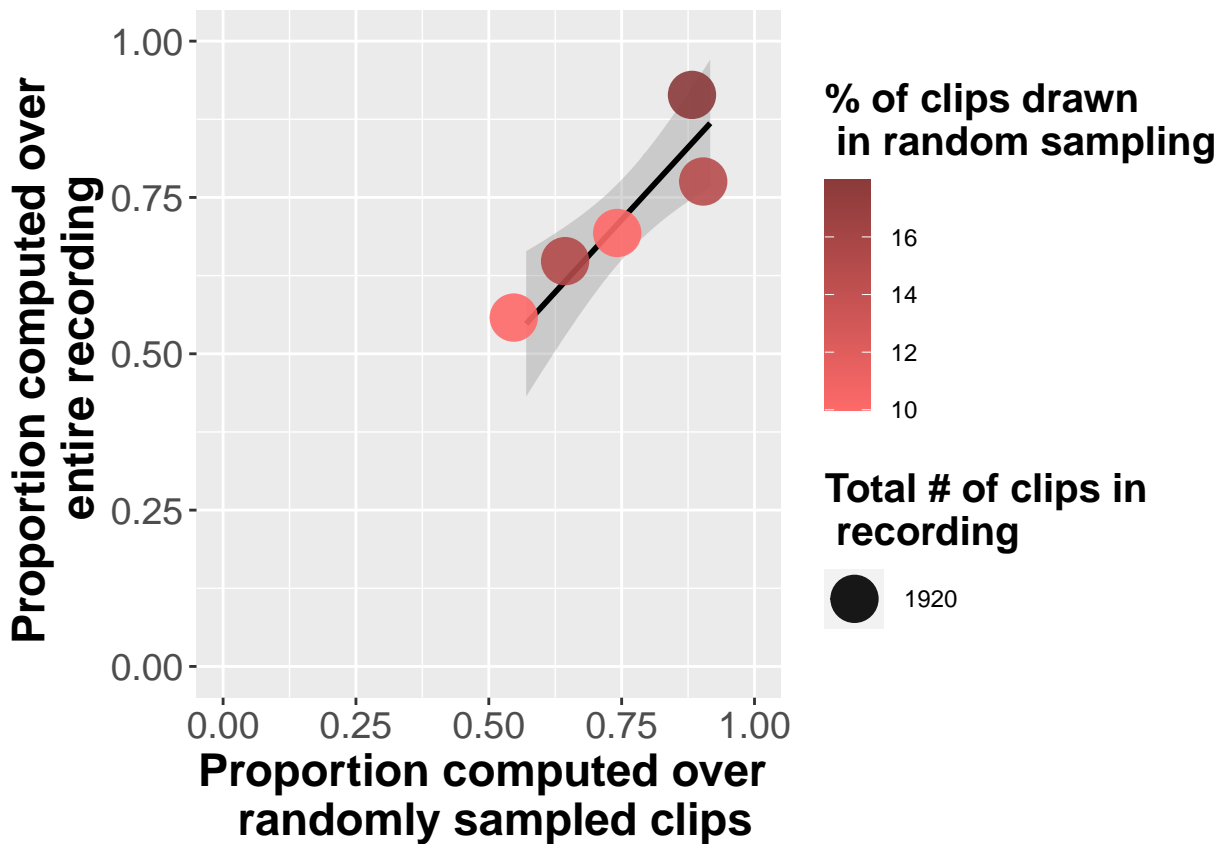 Proportion computed over
entire recording
1.00
0.75
0.50
0.25
0.00
0.00 0.25 0.50 0.75 1.00
Proportion computed over
randomly sampled clips
% of clips drawn
in random sampling
16
14
12
10
Total # of clips in
recording
1920